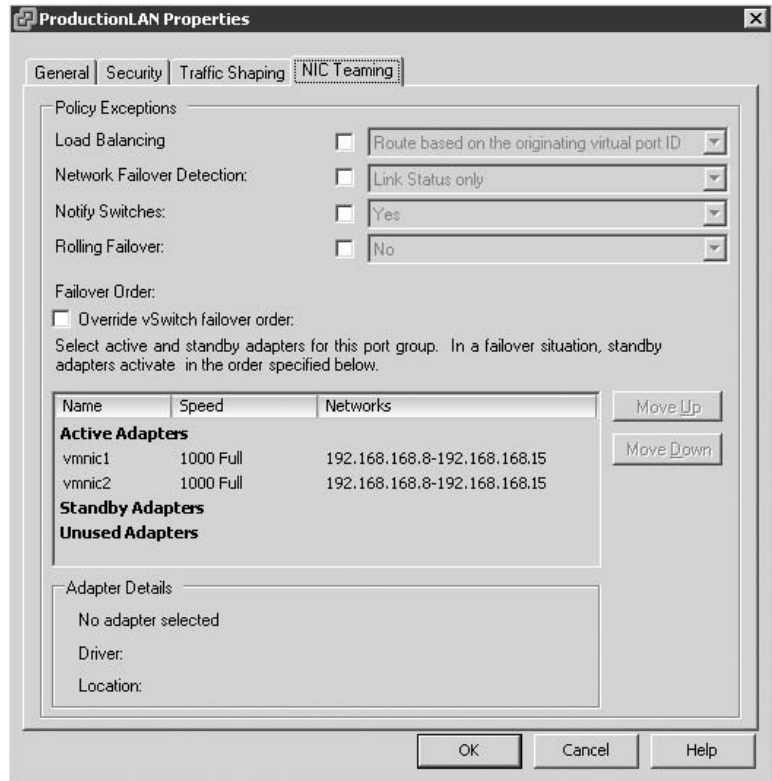 ProductionLAN Properties
General Security Traffic Shaping NIC Teaming
Policy Exceptions
Load Balancing Route based on the originating virtual port ID
Network Failover Detection: Link Status only
Notify Switches: Yes
Rolling Failover: No
Failover Order:
Override vSwitch failover order:
Select active and standby adapters for this port group. In a failover situation, standby
adapters activate in the order specified below.
Name Speed Networks Move Up
Active Adapters
vmnic1 1000 Full 192.168.168.8-192.168.168.15 Move Down
vmnic2 1000 Full 192.168.168.8-192.168.168.15
Standby Adapters
Unused Adapters
Adapter Details
No adapter selected
Driver:
Location:
OK Cancel Help